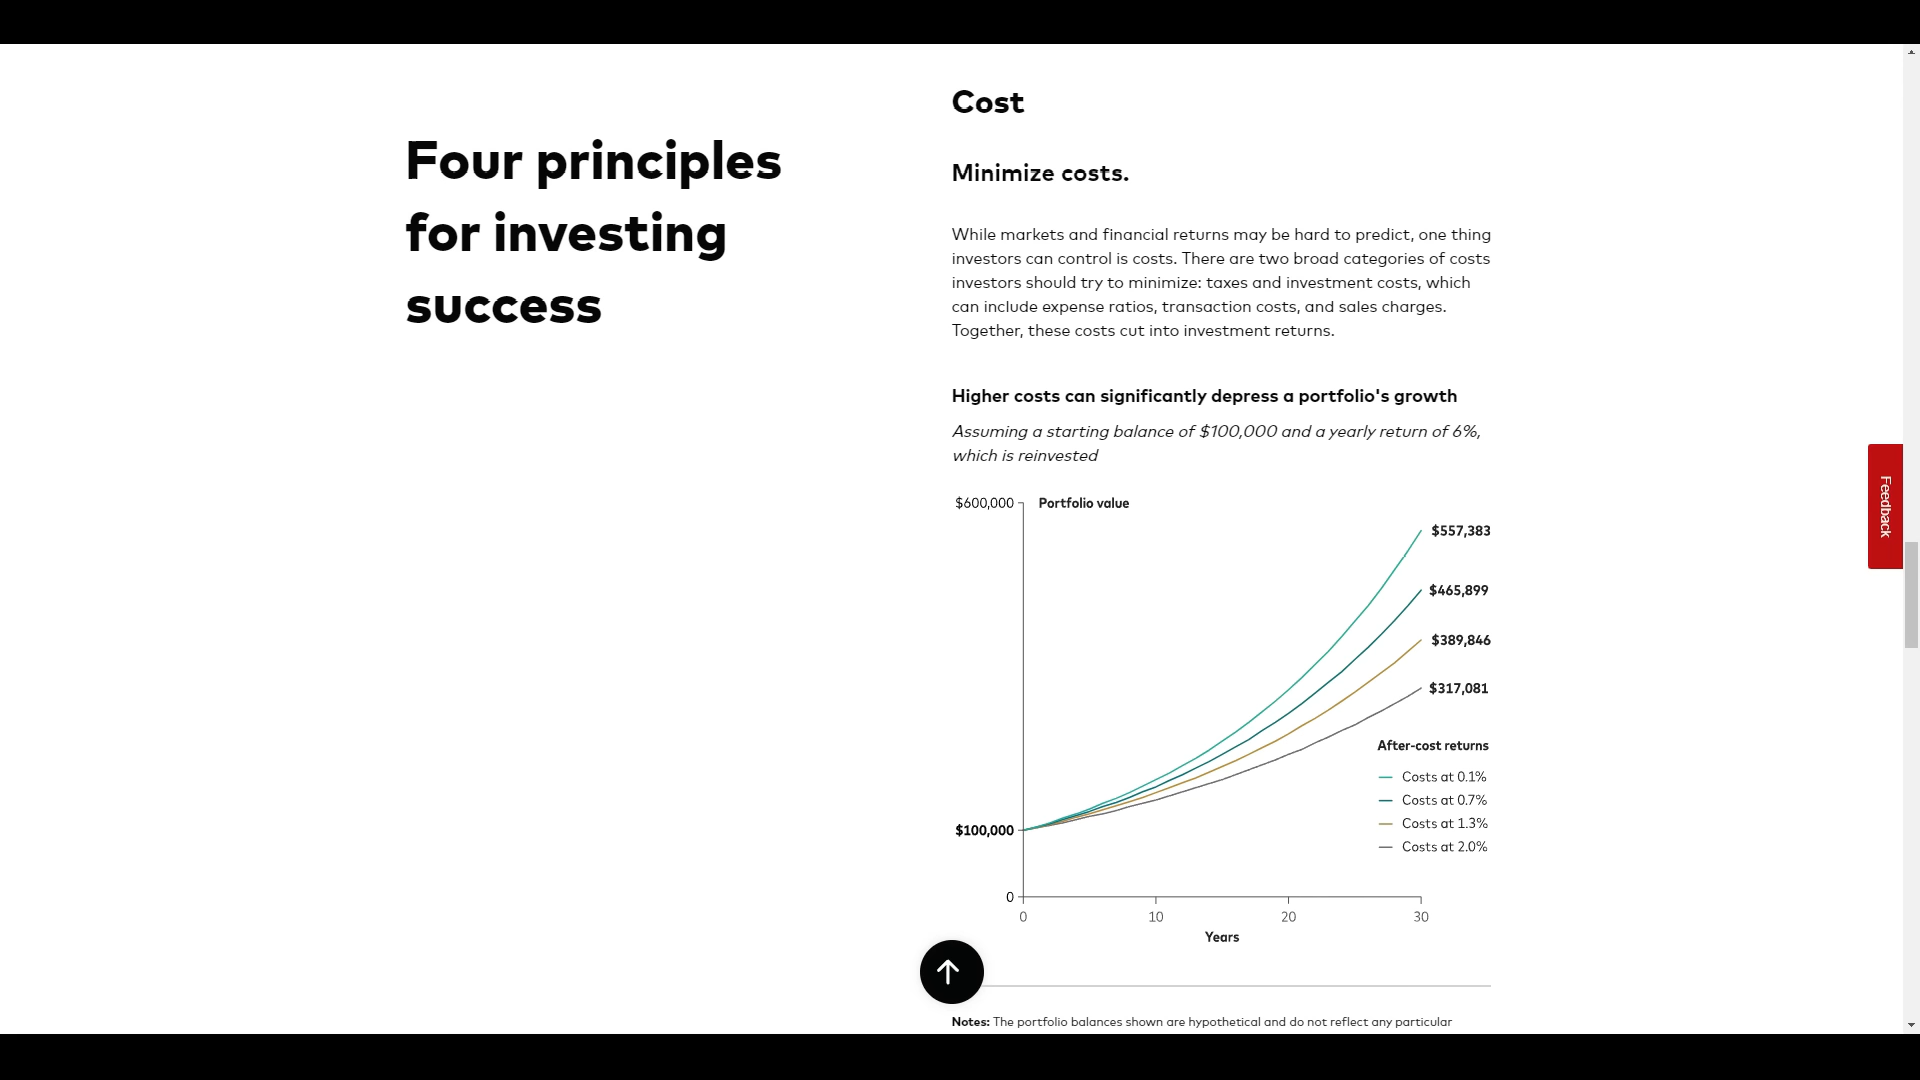 Four principles
for investing
success
Cost
Minimize costs.
While markets and financial returns may be hard to predict, one thing
investors can control is costs. There are two broad categories of costs
investors should try to minimize: taxes and investment costs, which
can include expense ratios, transaction costs, and sales charges.
Together, these costs cut into investment returns.
Higher costs can significantly depress a portfolio's growth
Assuming a starting balance of $100,000 and a yearly return of 6%,
which is reinvested
$600,000
Portfolio value
$557,383
$465,899
$389,846
$317,081
After-cost returns
Costs at 0.1%
Costs at 0.7%
Costs at 1.3%
Costs at 2.0%
$100,000
0
0
10
20
30
Years
Notes: The portfolio balances shown are hypothetical and do not reflect any particular
Feedback